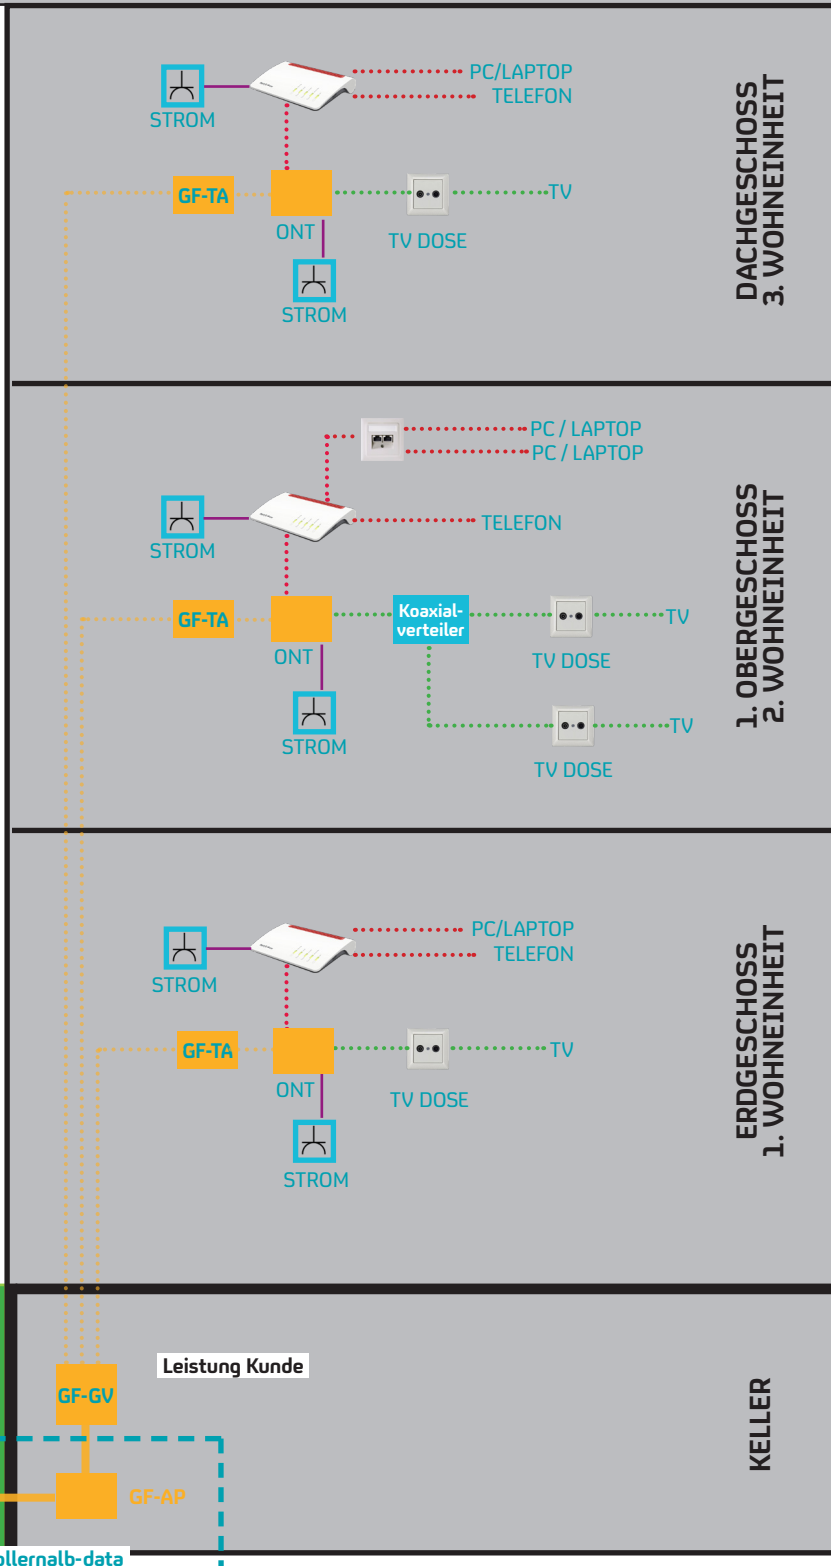 PC/LAPTOP
TELEFON
STROM
GF-TA
ONT
TV
TV DOSE
STROM
DACHGESCHOSS
3. WOHNEINHEIT
PC / LAPTOP
PC / LAPTOP
TELEFON
STROM
GF-TA
ONT
Koaxial-
verteiler
TV
TV DOSE
STROM
TV
TV DOSE
1. OBERGESCHOSS
2. WOHNEINHEIT
PC/LAPTOP
TELEFON
STROM
GF-TA
ONT
TV
TV DOSE
STROM
ERDGESCHOSS
1. WOHNEINHEIT
Leistung Kunde
GF-GV
GF-AP
KELLER
ollernalb-data